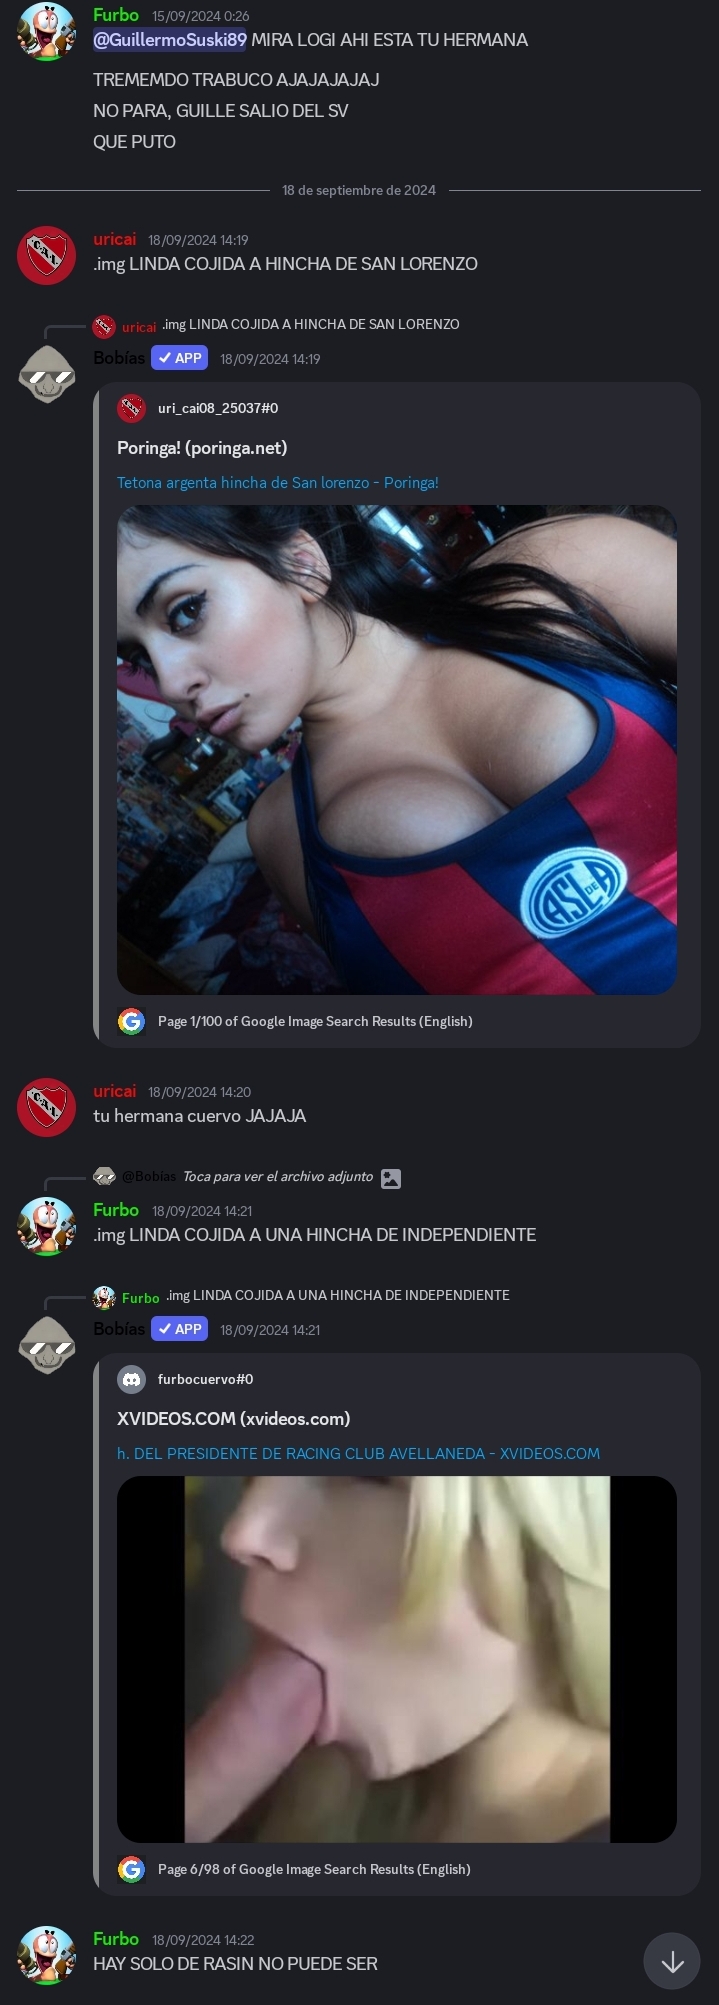 Furbo 15/09/2024 0:26
@GuillermoSuski89 MIRA LOGI AHI ESTA TU HERMANA
TREMEMDO TRABUCO AJAJAJAJAJ
NO PARA, GUILLE SALIO DEL SV
QUE PUTO
18 de septiembre de 2024
C.A.I.
uricai 18/09/2024 14:19
.img LINDA COJIDA A HINCHA DE SAN LORENZO
uricai .img LINDA COJIDA A HINCHA DE SAN LORENZO
Bobías APP 18/09/2024 14:19
uri_cai08_25037#0
Poringa! (poringa.net)
Tetona argenta hincha de San lorenzo - Poringa!
CASLA DE
Page 1/100 of Google Image Search Results (English)
C.A.I.
uricai 18/09/2024 14:20
tu hermana cuervo JAJAJA
@Bobías Toca para ver el archivo adjunto
Furbo 18/09/2024 14:21
.img LINDA COJIDA A UNA HINCHA DE INDEPENDIENTE
Furbo .img LINDA COJIDA A UNA HINCHA DE INDEPENDIENTE
Bobías APP 18/09/2024 14:21
furbocuervo#0
XVIDEOS.COM (xvideos.com)
h. DEL PRESIDENTE DE RACING CLUB AVELLANEDA - XVIDEOS.COM
Page 6/98 of Google Image Search Results (English)
Furbo 18/09/2024 14:22
HAY SOLO DE RASIN NO PUEDE SER